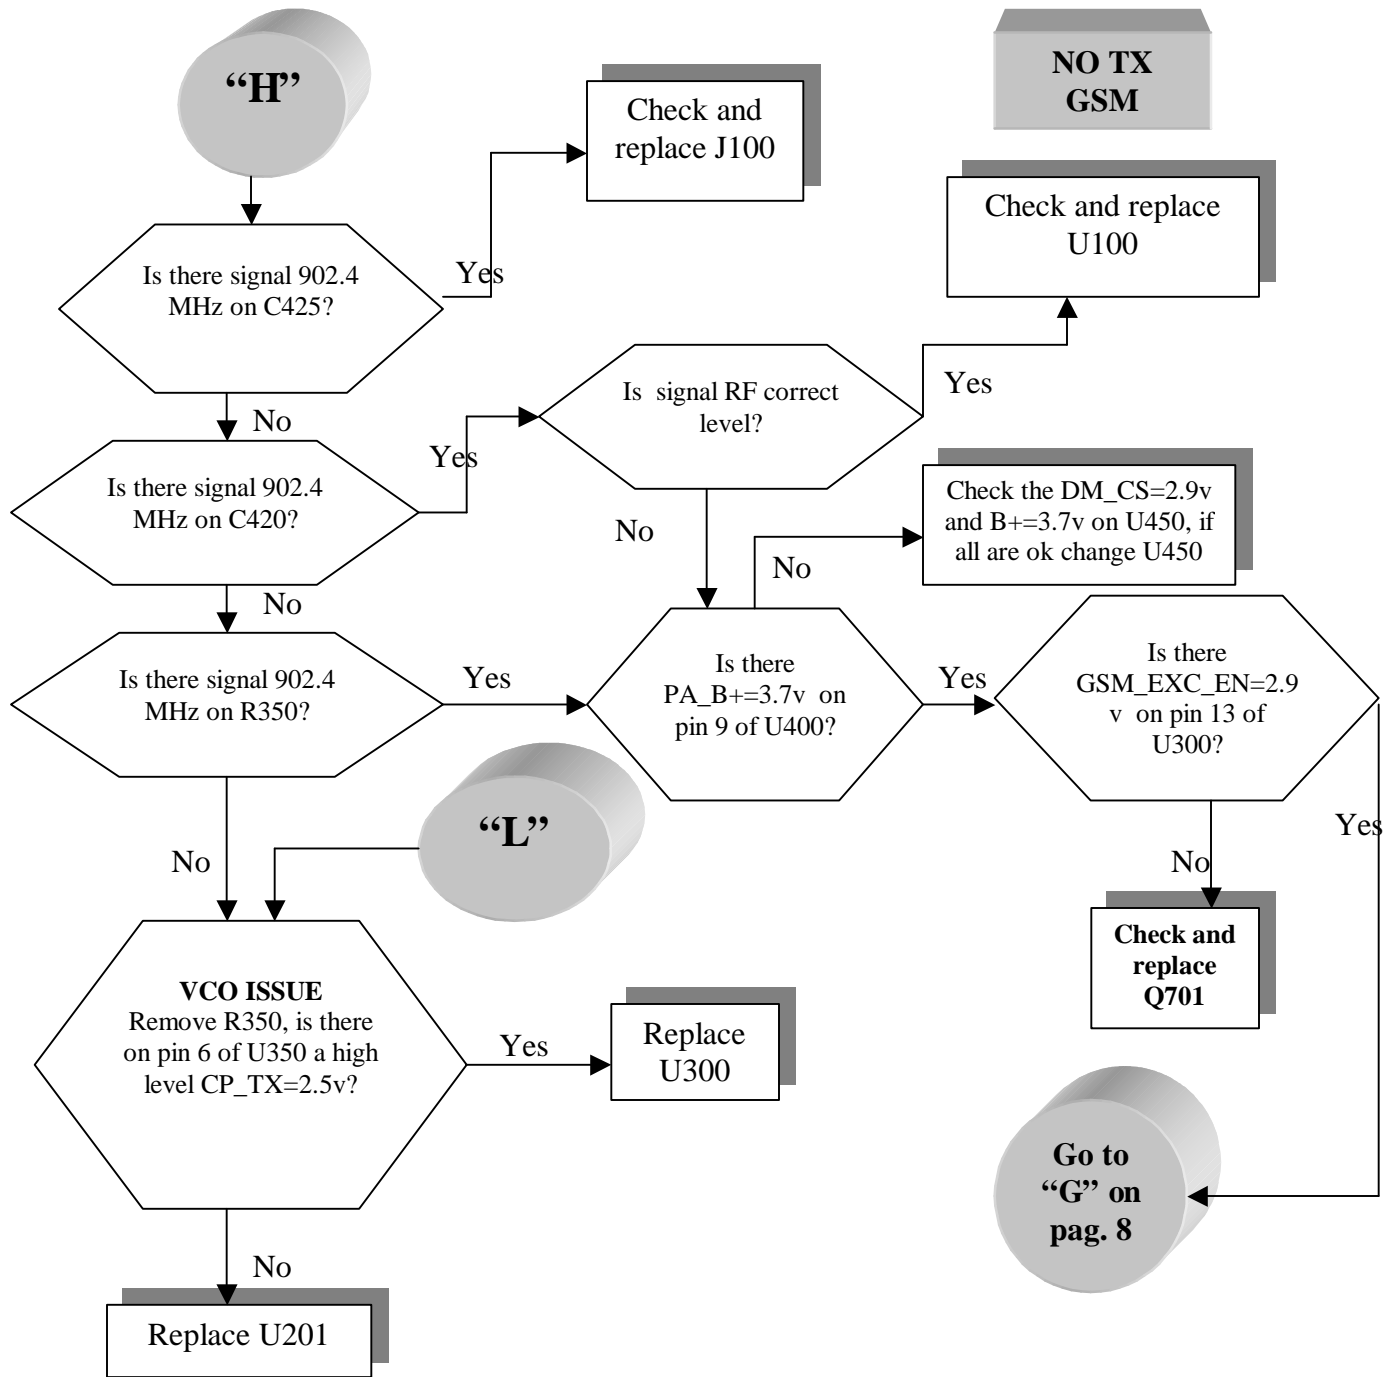 “H”
NO TX
GSM
Check and
replace J100
Check and replace
U100
Is there signal 902.4
MHz on C425?
Yes
No
Is signal RF correct
level?
Yes
Is there signal 902.4
MHz on C420?
Yes
No
Check the DM_CS=2.9v
and B+=3.7v on U450, if
all are ok change U450
No
No
Is there signal 902.4
MHz on R350?
Yes
Is there
PA_B+=3.7v on
pin 9 of U400?
Yes
Is there
GSM_EXC_EN=2.9
v on pin 13 of
U300?
Yes
No
“L”
No
Check and
replace
Q701
VCO ISSUE
Remove R350, is there
on pin 6 of U350 a high
level CP_TX=2.5v?
Yes
Replace
U300
Go to
“G” on
pag. 8
No
Replace U201